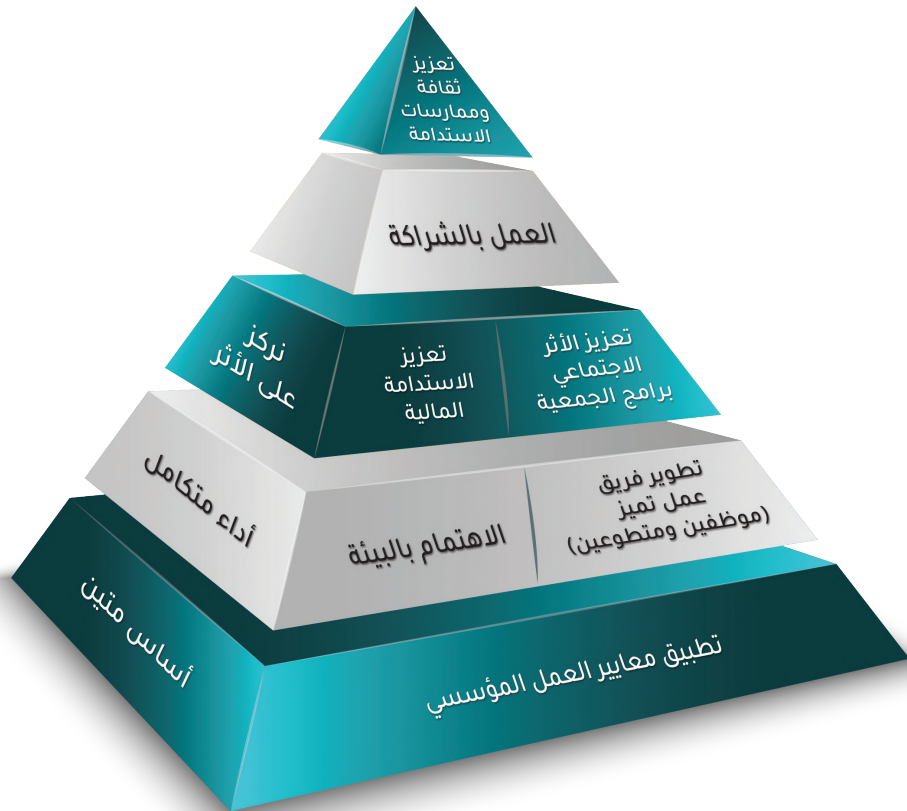 تعزيز
ثقافة
وممارسات
الاستدامة
العمل بالشراكة
تعزيز الأثر
الاجتماعي
برامج الجمعية
تعزيز
الاستدامة
المالية
نركز
على الأثر
تطوير فريق
عمل تميز
(موظفين ومتطوعين)
الاهتمام بالبيئة
أداء متكامل
تطبيق معايير العمل المؤسسي
أساس متين